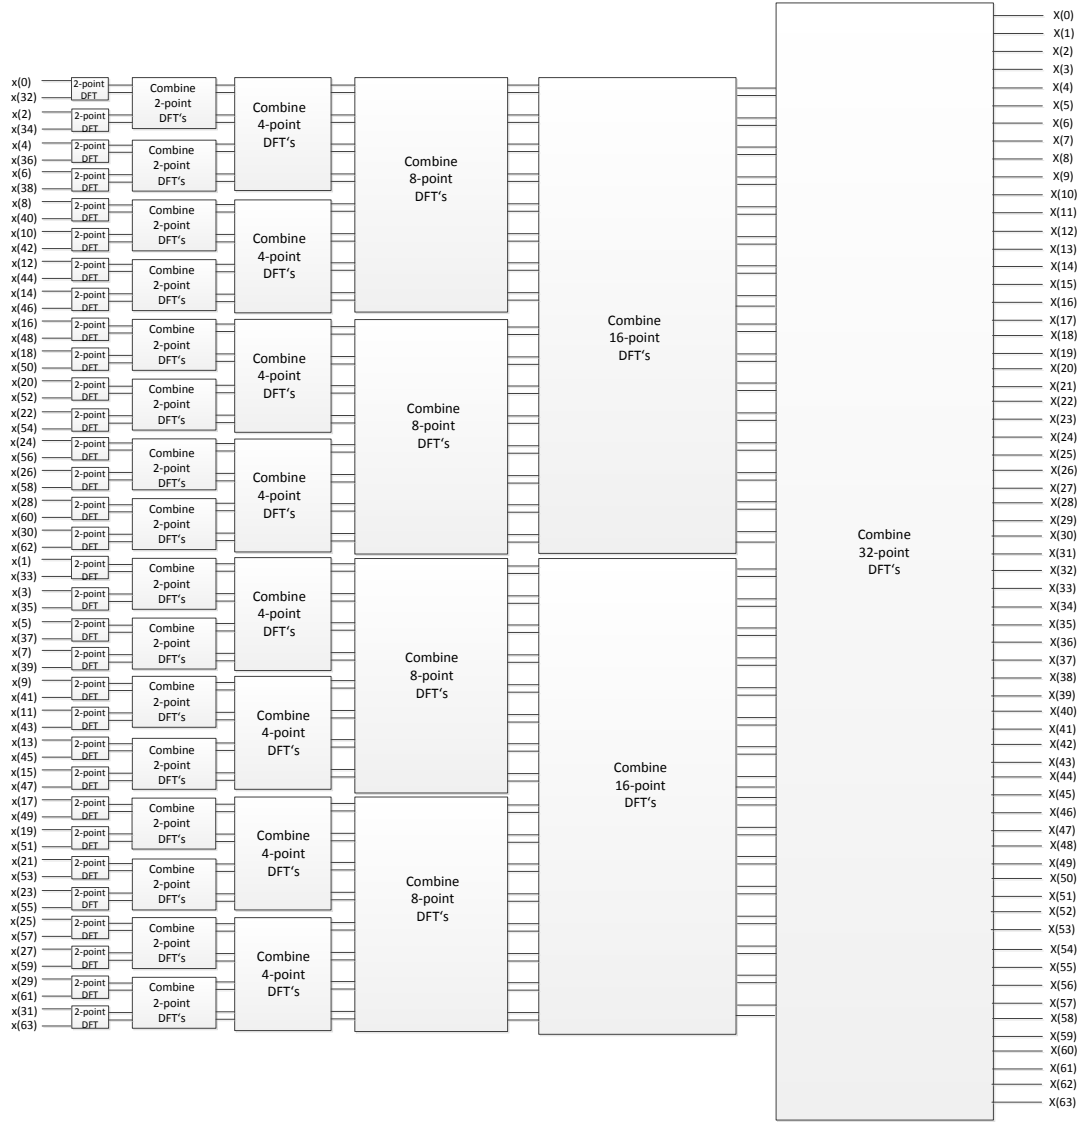 x(0)
x(32)
x(2)
x(34)
x(4)
x(36)
x(6)
x(38)
x(8)
x(40)
x(10)
x(42)
x(12)
x(44)
x(14)
x(46)
x(16)
x(48)
x(18)
x(50)
x(20)
x(52)
x(22)
x(54)
x(24)
x(56)
x(26)
x(58)
x(28)
x(60)
x(30)
x(62)
x(1)
x(33)
x(3)
x(35)
x(5)
x(37)
x(7)
x(39)
x(9)
x(41)
x(11)
x(43)
x(13)
x(45)
x(15)
x(47)
x(17)
x(49)
x(19)
x(51)
x(21)
x(53)
x(23)
x(55)
x(25)
x(57)
x(27)
x(59)
x(29)
x(61)
x(31)
x(63)
2-point
DFT
2-point
DFT
2-point
DFT
2-point
DFT
2-point
DFT
2-point
DFT
2-point
DFT
2-point
DFT
2-point
DFT
2-point
DFT
2-point
DFT
2-point
DFT
2-point
DFT
2-point
DFT
2-point
DFT
2-point
DFT
2-point
DFT
2-point
DFT
2-point
DFT
2-point
DFT
2-point
DFT
2-point
DFT
2-point
DFT
2-point
DFT
2-point
DFT
2-point
DFT
2-point
DFT
2-point
DFT
2-point
DFT
2-point
DFT
2-point
DFT
2-point
DFT
Combine
2-point
DFT's
Combine
2-point
DFT's
Combine
2-point
DFT's
Combine
2-point
DFT's
Combine
2-point
DFT's
Combine
2-point
DFT's
Combine
2-point
DFT's
Combine
2-point
DFT's
Combine
2-point
DFT's
Combine
2-point
DFT's
Combine
2-point
DFT's
Combine
2-point
DFT's
Combine
2-point
DFT's
Combine
2-point
DFT's
Combine
2-point
DFT's
Combine
2-point
DFT's
Combine
4-point
DFT's
Combine
4-point
DFT's
Combine
4-point
DFT's
Combine
4-point
DFT's
Combine
4-point
DFT's
Combine
4-point
DFT's
Combine
4-point
DFT's
Combine
4-point
DFT's
Combine
8-point
DFT's
Combine
8-point
DFT's
Combine
8-point
DFT's
Combine
8-point
DFT's
Combine
16-point
DFT's
Combine
16-point
DFT's
Combine
32-point
DFT's
X(0)
X(1)
X(2)
X(3)
X(4)
X(5)
X(6)
X(7)
X(8)
X(9)
X(10)
X(11)
X(12)
X(13)
X(14)
X(15)
X(16)
X(17)
X(18)
X(19)
X(20)
X(21)
X(22)
X(23)
X(24)
X(25)
X(26)
X(27)
X(28)
X(29)
X(30)
X(31)
X(32)
X(33)
X(34)
X(35)
X(36)
X(37)
X(38)
X(39)
X(40)
X(41)
X(42)
X(43)
X(44)
X(45)
X(46)
X(47)
X(48)
X(49)
X(50)
X(51)
X(52)
X(53)
X(54)
X(55)
X(56)
X(57)
X(58)
X(59)
X(60)
X(61)
X(62)
X(63)